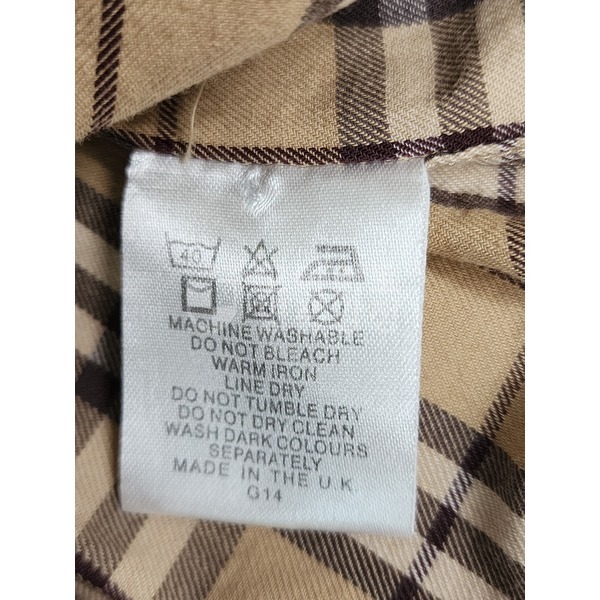 40
MACHINE WASHABLE
DO NOT BLEACH
WARM IRON
LINE DRY
DO NOT TUMBLE DRY
DO NOT DRY CLEAN
WASH DARK COLOURS
SEPARATELY
MADE IN THE U.K.
G14